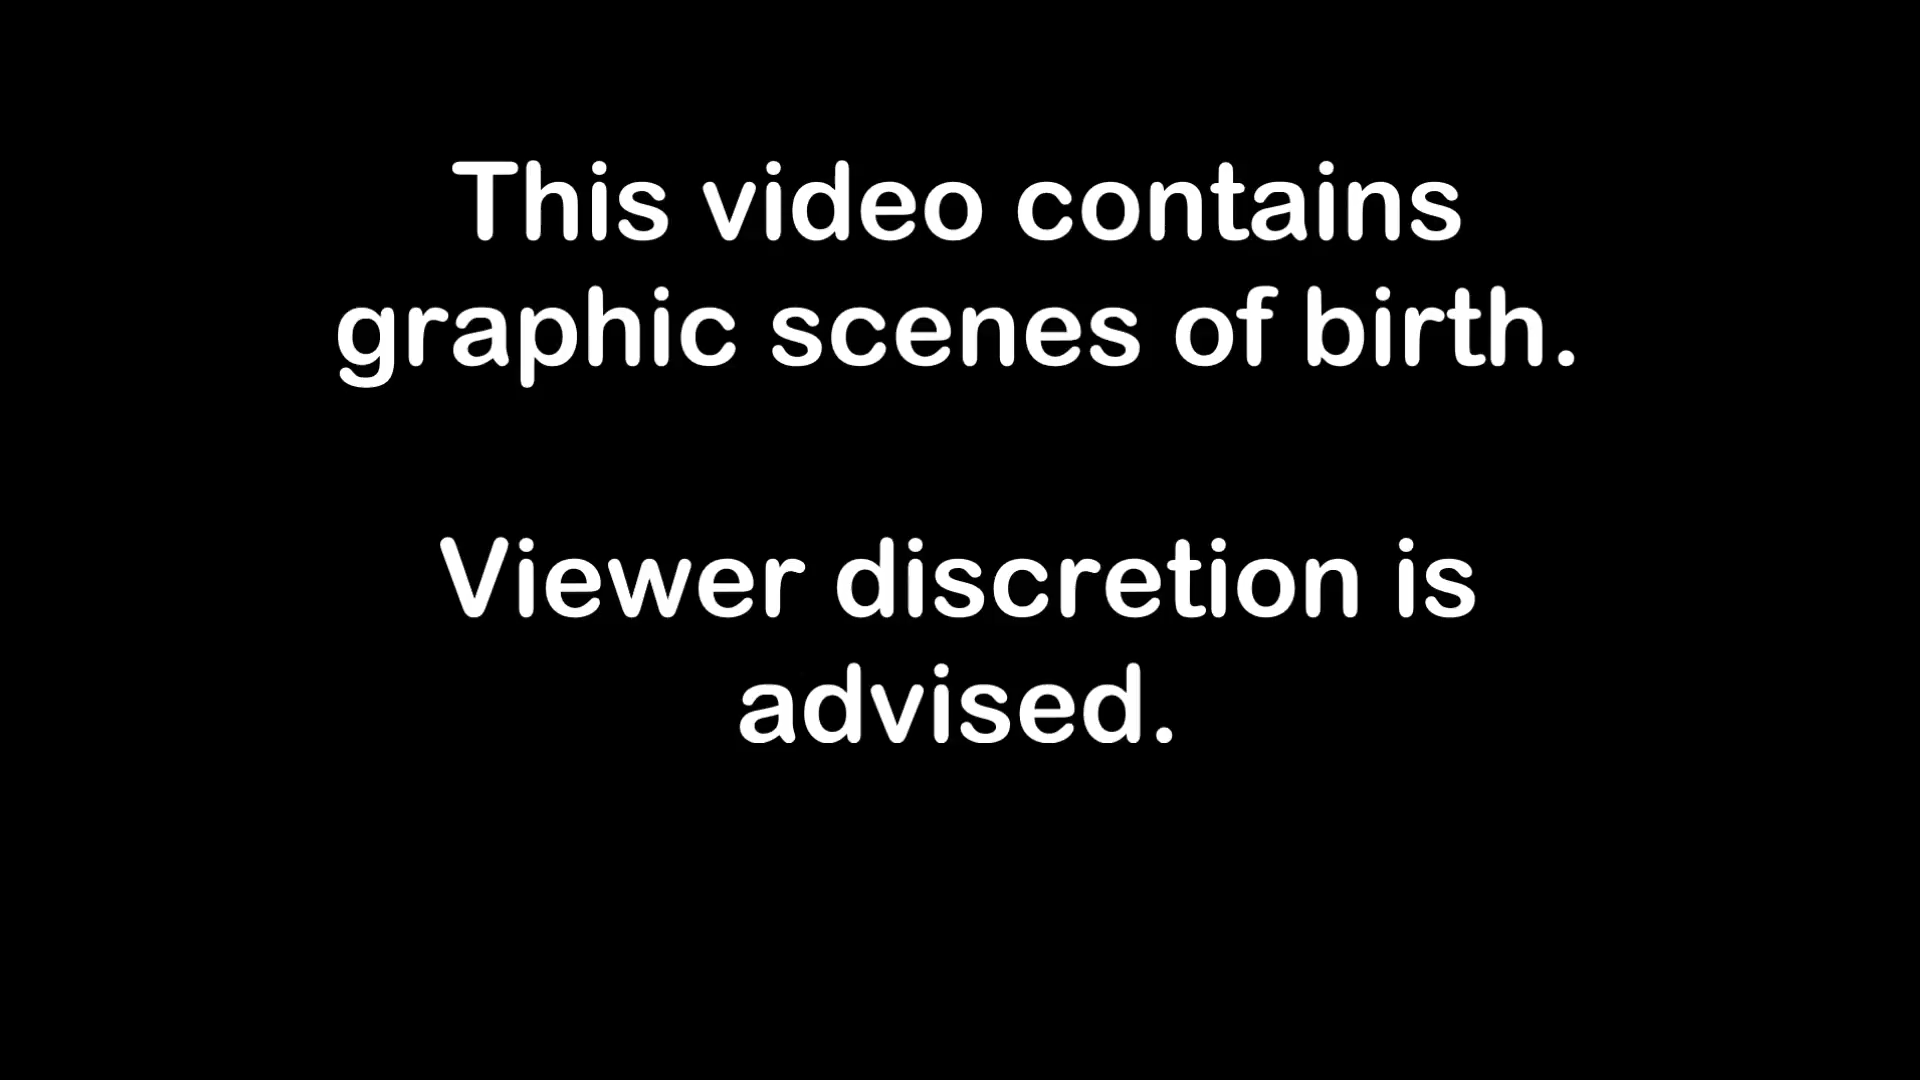 This video contains
graphic scenes of birth.
Viewer discretion is
advised.